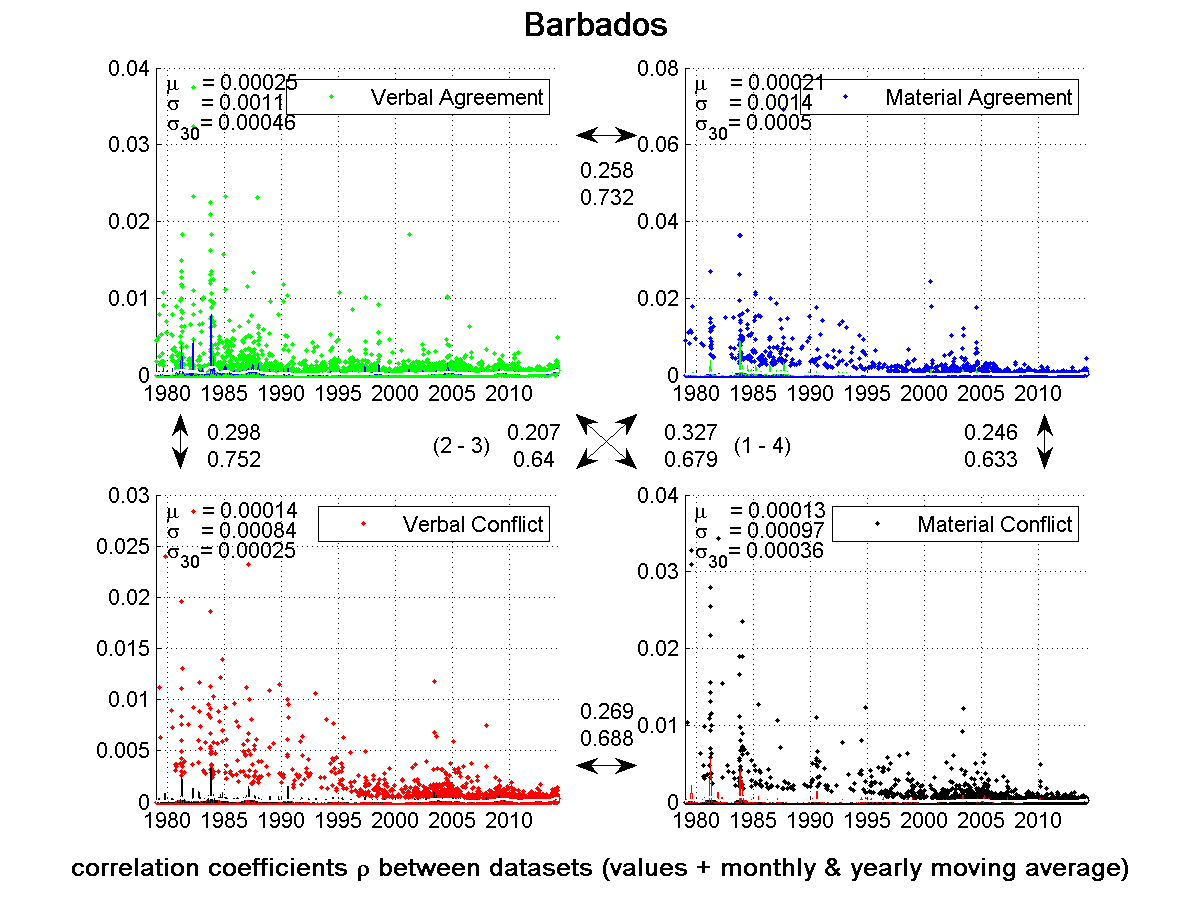 Barbados
0.04
0.03
0.02
0.01
0
μ = 0.00025
σ = 0.0011
σ30 = 0.00046
Verbal Agreement
1980 1985 1990 1995 2000 2005 2010
0.258
0.732
0.08
0.06
0.04
0.02
0
μ = 0.00021
σ = 0.0014
σ30 = 0.0005
Material Agreement
1980 1985 1990 1995 2000 2005 2010
0.298
0.752
(2 - 3)
0.207
0.64
0.327
0.679
(1 - 4)
0.246
0.633
0.03
0.025
0.02
0.015
0.01
0.005
0
μ = 0.00014
σ = 0.00084
σ30 = 0.00025
Verbal Conflict
1980 1985 1990 1995 2000 2005 2010
0.269
0.688
0.04
0.03
0.02
0.01
0
μ = 0.00013
σ = 0.00097
σ30 = 0.00036
Material Conflict
1980 1985 1990 1995 2000 2005 2010
correlation coefficients ρ between datasets (values + monthly & yearly moving average)